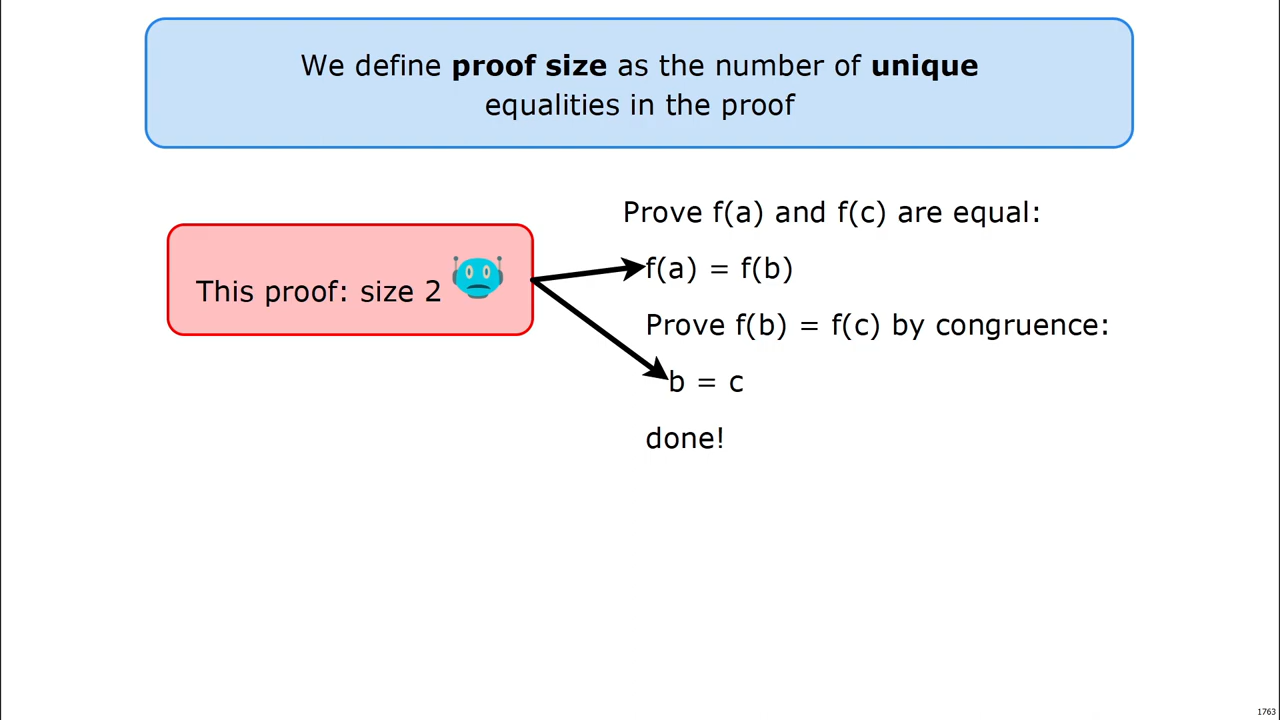 We define proof size as the number of unique
equalities in the proof
Prove f(a) and f(c) are equal:
This proof: size 2
f(a) = f(b)
Prove f(b) = f(c) by congruence:
b = c
done!
1763